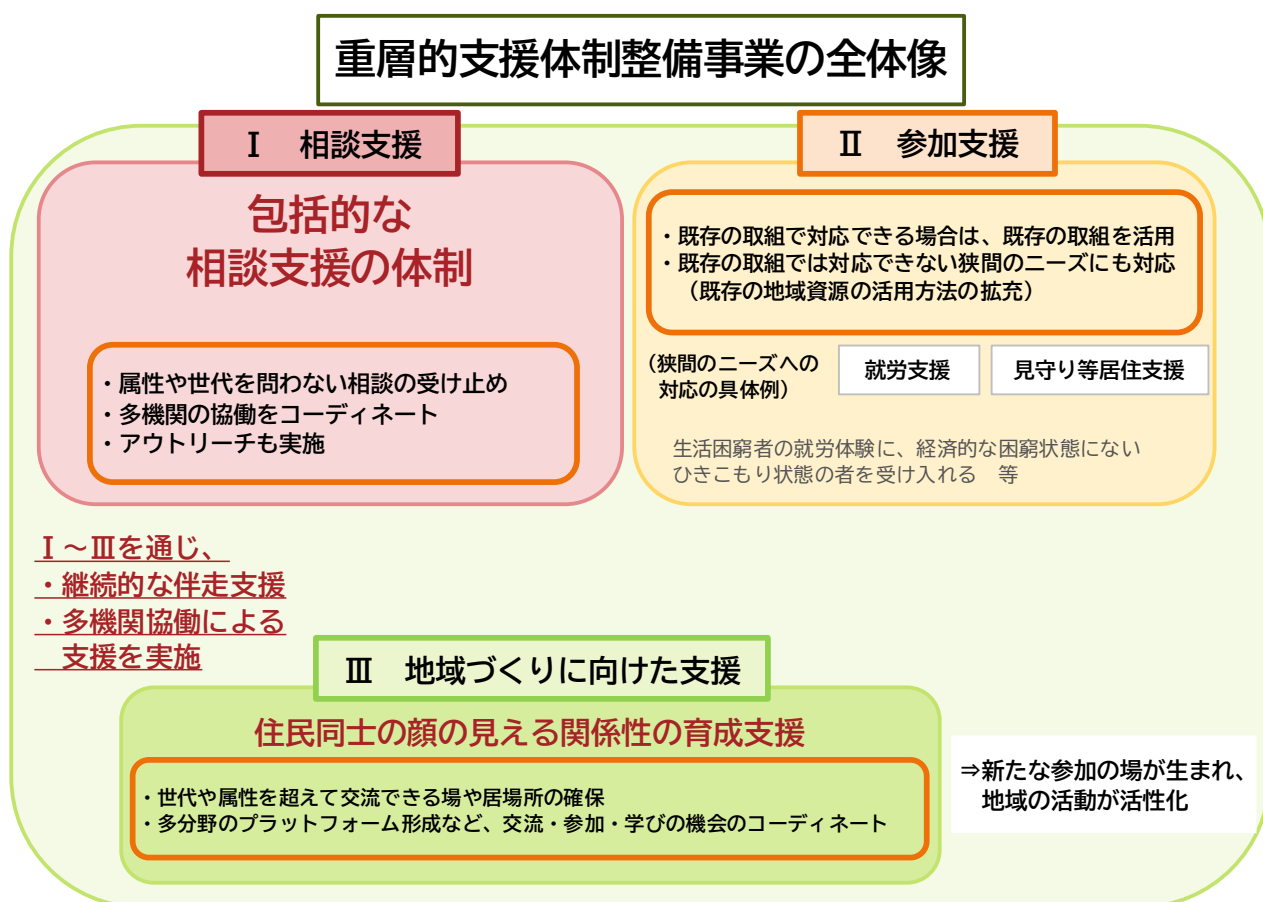 重層的支援体制整備事業の全体像
Ⅰ　相談支援
包括的な
相談支援の体制
・属性や世代を問わない相談の受け止め
・多機関の協働をコーディネート
・アウトリーチも実施
Ⅱ　参加支援
・既存の取組で対応できる場合は、既存の取組を活用
・既存の取組では対応できない狭間のニーズにも対応
（既存の地域資源の活用方法の拡充）
（狭間のニーズへの
対応の具体例）
就労支援
見守り等居住支援
生活困窮者の就労体験に、経済的な困窮状態にない
ひきこもり状態の者を受け入れる　等
Ⅰ～Ⅲを通じ、
・継続的な伴走支援
・多機関協働による
支援を実施
Ⅲ　地域づくりに向けた支援
住民同士の顔の見える関係性の育成支援
・世代や属性を超えて交流できる場や居場所の確保
・多分野のプラットフォーム形成など、交流・参加・学びの機会のコーディネート
⇒新たな参加の場が生まれ、
地域の活動が活性化